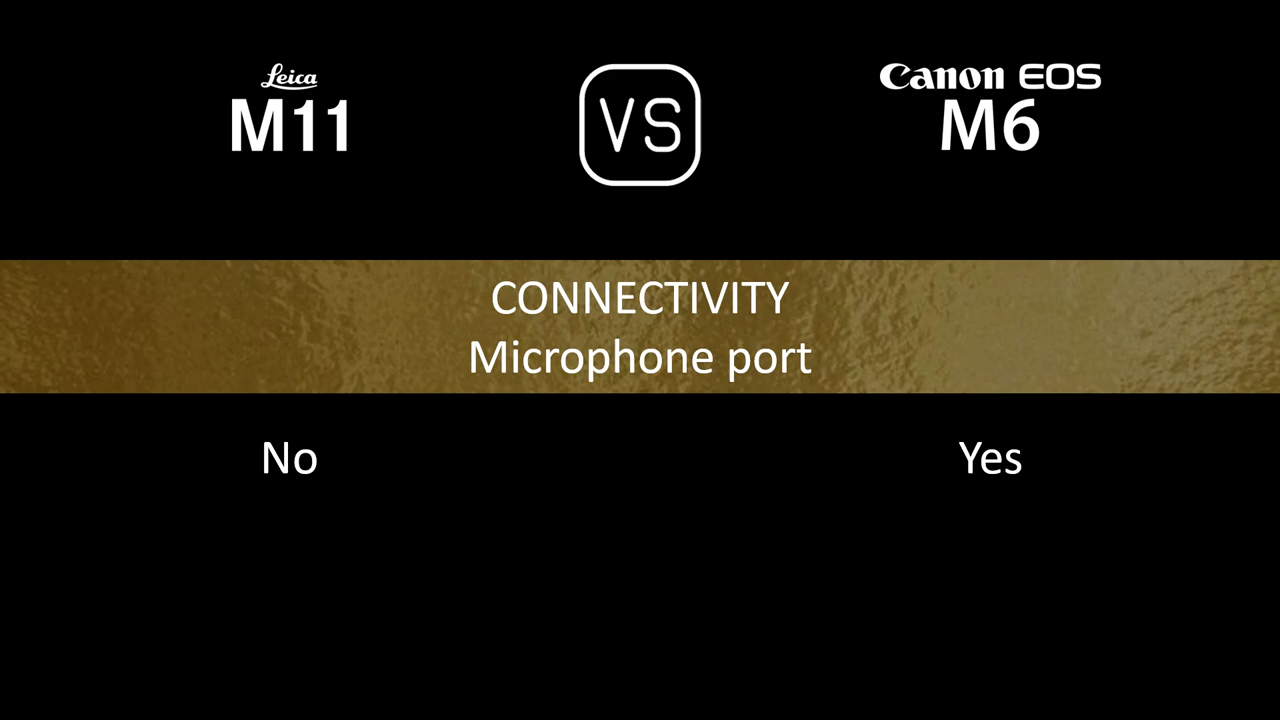 Leica
M11
VS
Canon EOS
M6
CONNECTIVITY
Microphone port
No
Yes